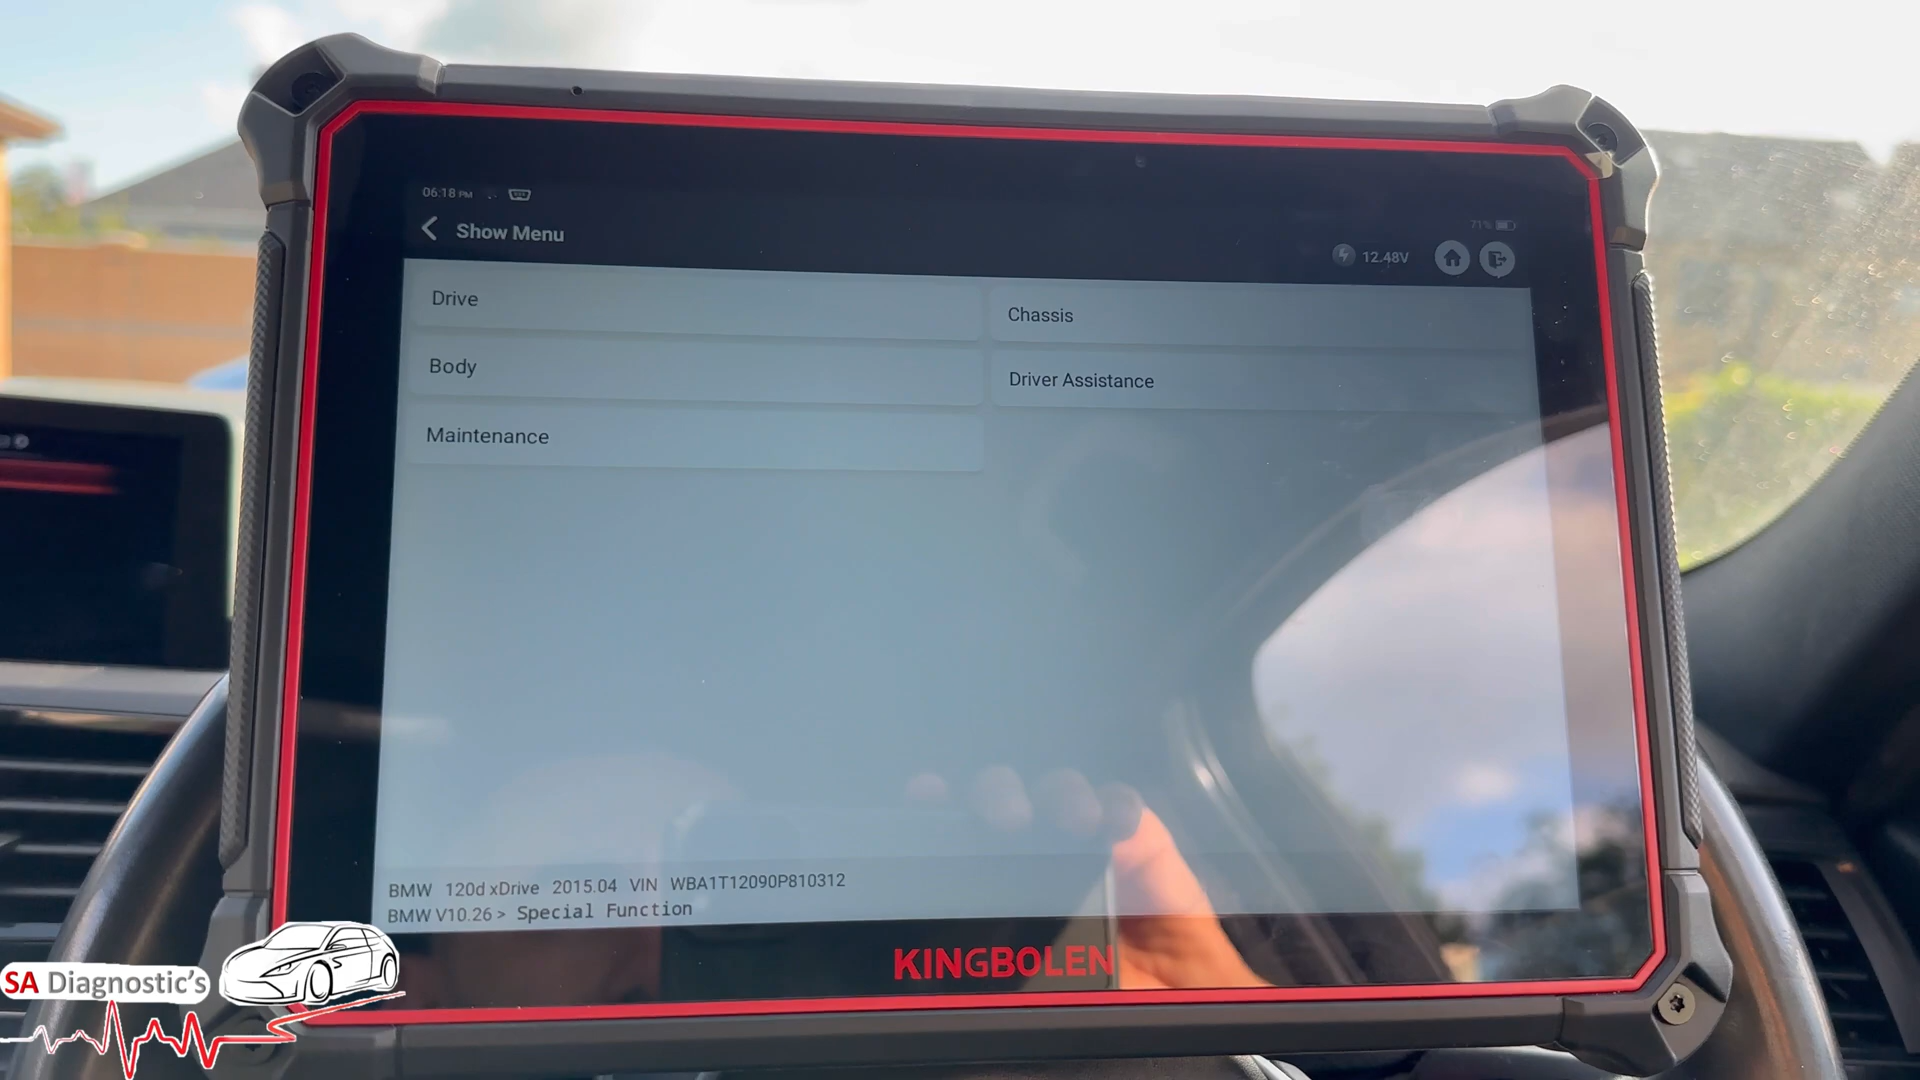 06:18 PM
71%
Show Menu
12.48V
Drive
Chassis
Body
Driver Assistance
Maintenance
BMW 120d xDrive 2015.04 VIN WBA1T12090P810312
BMW V10.26 > Special Function
KINGBOLEN
SA Diagnostic's